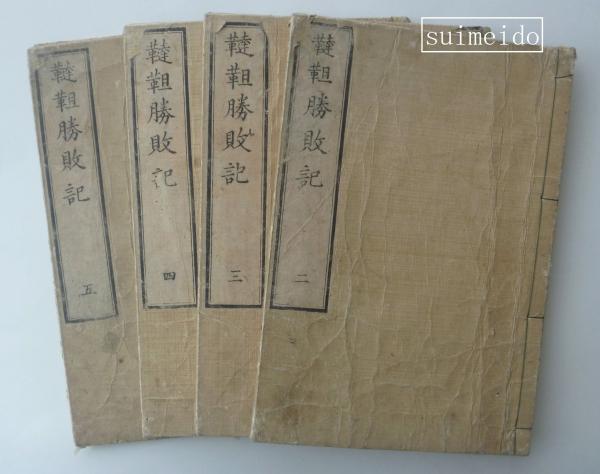 suimeido
韃靼勝敗記 二
韃靼勝敗記 三
韃靼勝敗記 四
韃靼勝敗記 五